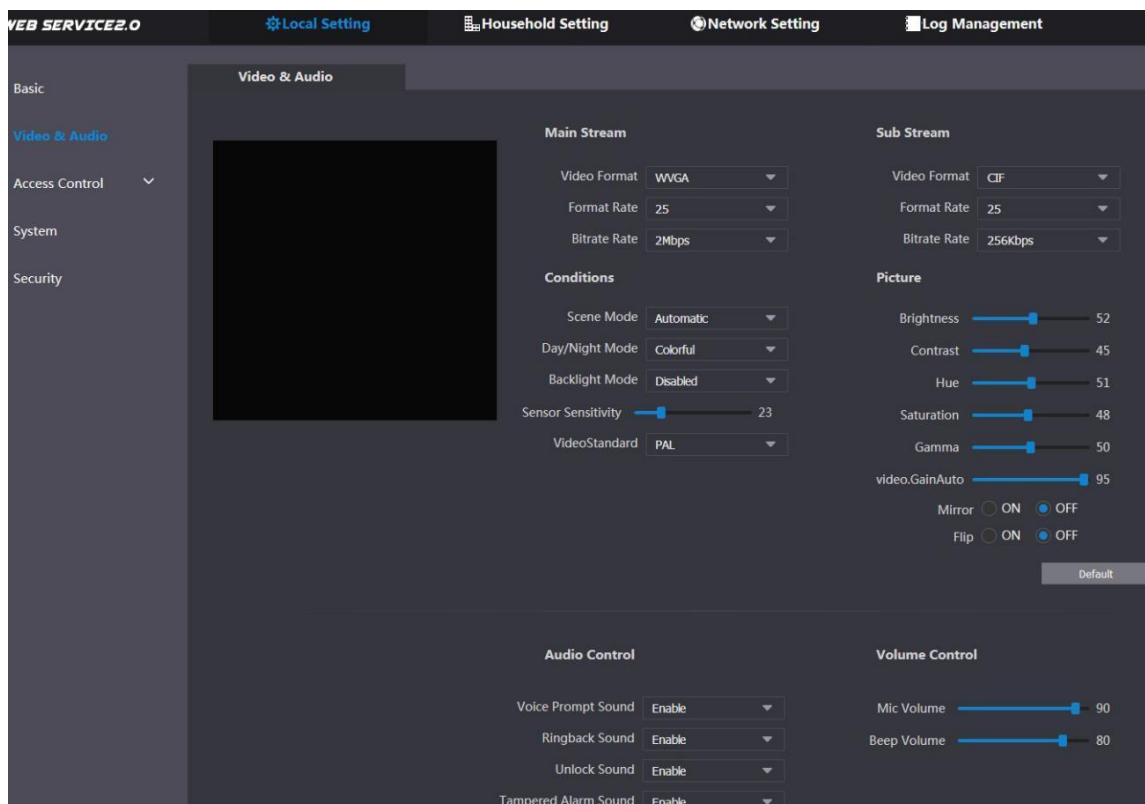 WEB SERVICE2.0
Local Setting
Household Setting
Network Setting
Log Management
Basic
Video & Audio
Access Control
System
Security
Video & Audio
Main Stream
Video Format WVGA
Format Rate 25
Bitrate Rate 2Mbps
Conditions
Scene Mode Automatic
Day/Night Mode Colorful
Backlight Mode Disabled
Sensor Sensitivity 23
VideoStandard PAL
Sub Stream
Video Format CIF
Format Rate 25
Bitrate Rate 256Kbps
Picture
Brightness 52
Contrast 45
Hue 51
Saturation 48
Gamma 50
video.GainAuto 95
Mirror ON OFF
Flip ON OFF
Default
Audio Control
Voice Prompt Sound Enable
Ringback Sound Enable
Unlock Sound Enable
Tampered Alarm Sound Enable
Volume Control
Mic Volume 90
Beep Volume 80